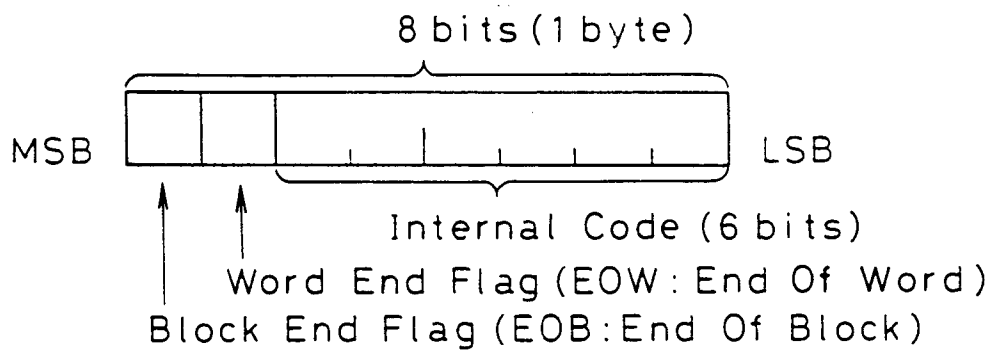 8 bits (1 byte)
MSB
LSB
Internal Code (6 bits)
Word End Flag (EOW : End Of Word)
Block End Flag (EOB : End Of Block)